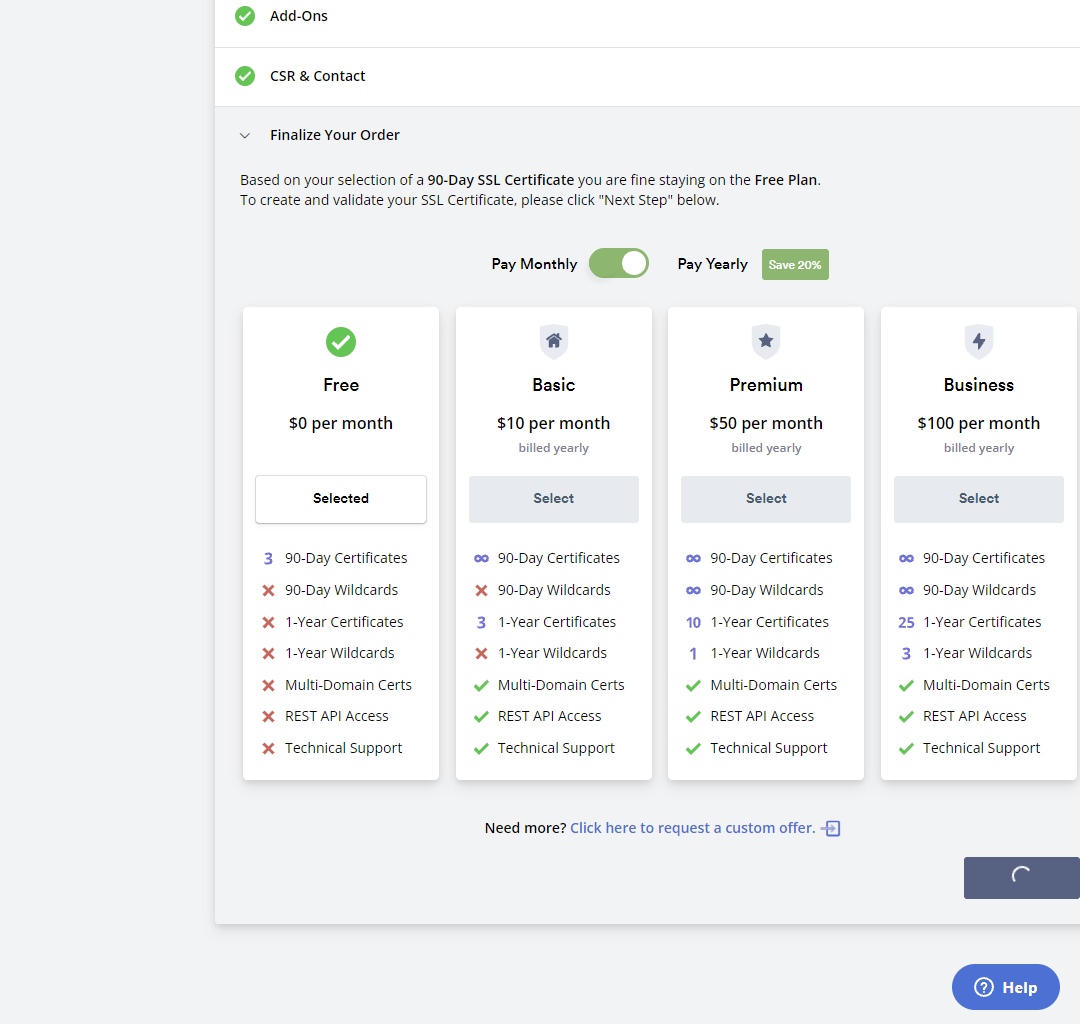 Add-Ons
CSR & Contact
Finalize Your Order
Based on your selection of a 90-Day SSL Certificate you are fine staying on the Free Plan.
To create and validate your SSL Certificate, please click "Next Step" below.
Pay Monthly
Pay Yearly
Save 20%
Free
$0 per month
Selected
3 90-Day Certificates
90-Day Wildcards
1-Year Certificates
1-Year Wildcards
Multi-Domain Certs
REST API Access
Technical Support
Basic
$10 per month
billed yearly
Select
∞ 90-Day Certificates
90-Day Wildcards
3 1-Year Certificates
1-Year Wildcards
Multi-Domain Certs
REST API Access
Technical Support
Premium
$50 per month
billed yearly
Select
∞ 90-Day Certificates
∞ 90-Day Wildcards
10 1-Year Certificates
1 1-Year Wildcards
Multi-Domain Certs
REST API Access
Technical Support
Business
$100 per month
billed yearly
Select
∞ 90-Day Certificates
∞ 90-Day Wildcards
25 1-Year Certificates
3 1-Year Wildcards
Multi-Domain Certs
REST API Access
Technical Support
Need more? Click here to request a custom offer.
Help